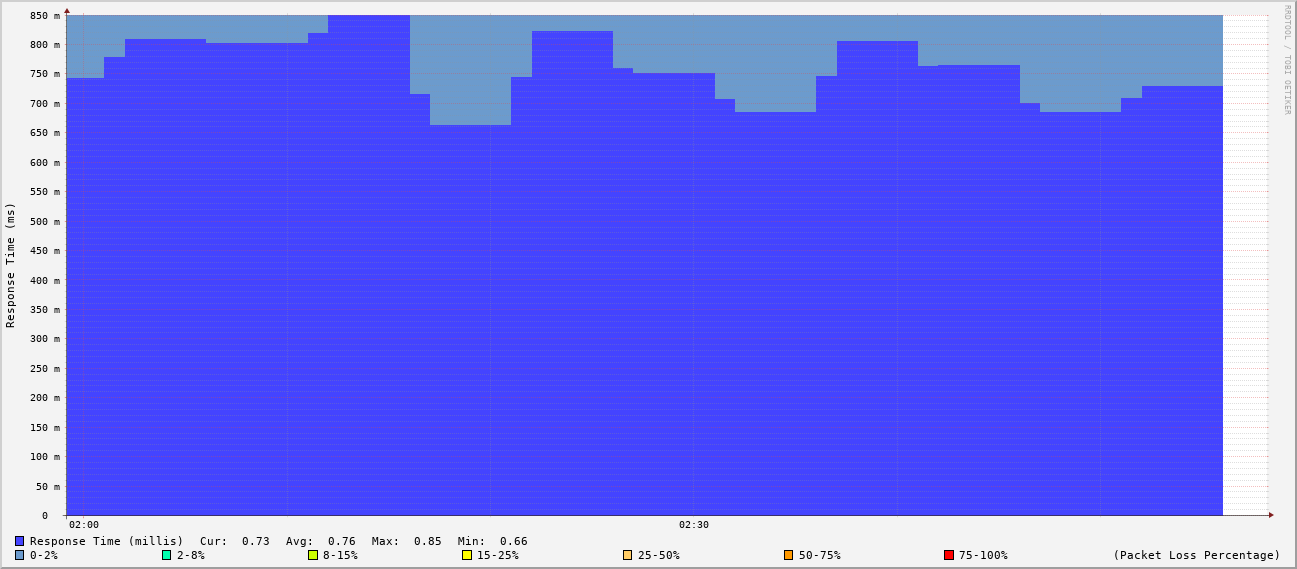 RRDTOOL / TOBI OETIKER
Response Time (ms)
850 m
800 m
750 m
700 m
650 m
600 m
550 m
500 m
450 m
400 m
350 m
300 m
250 m
200 m
150 m
100 m
50 m
0
02:00 02:30
Response Time (millis) Cur: 0.73 Avg: 0.76 Max: 0.85 Min: 0.66
0-2% 2-8% 8-15% 15-25% 25-50% 50-75% 75-100% (Packet Loss Percentage)